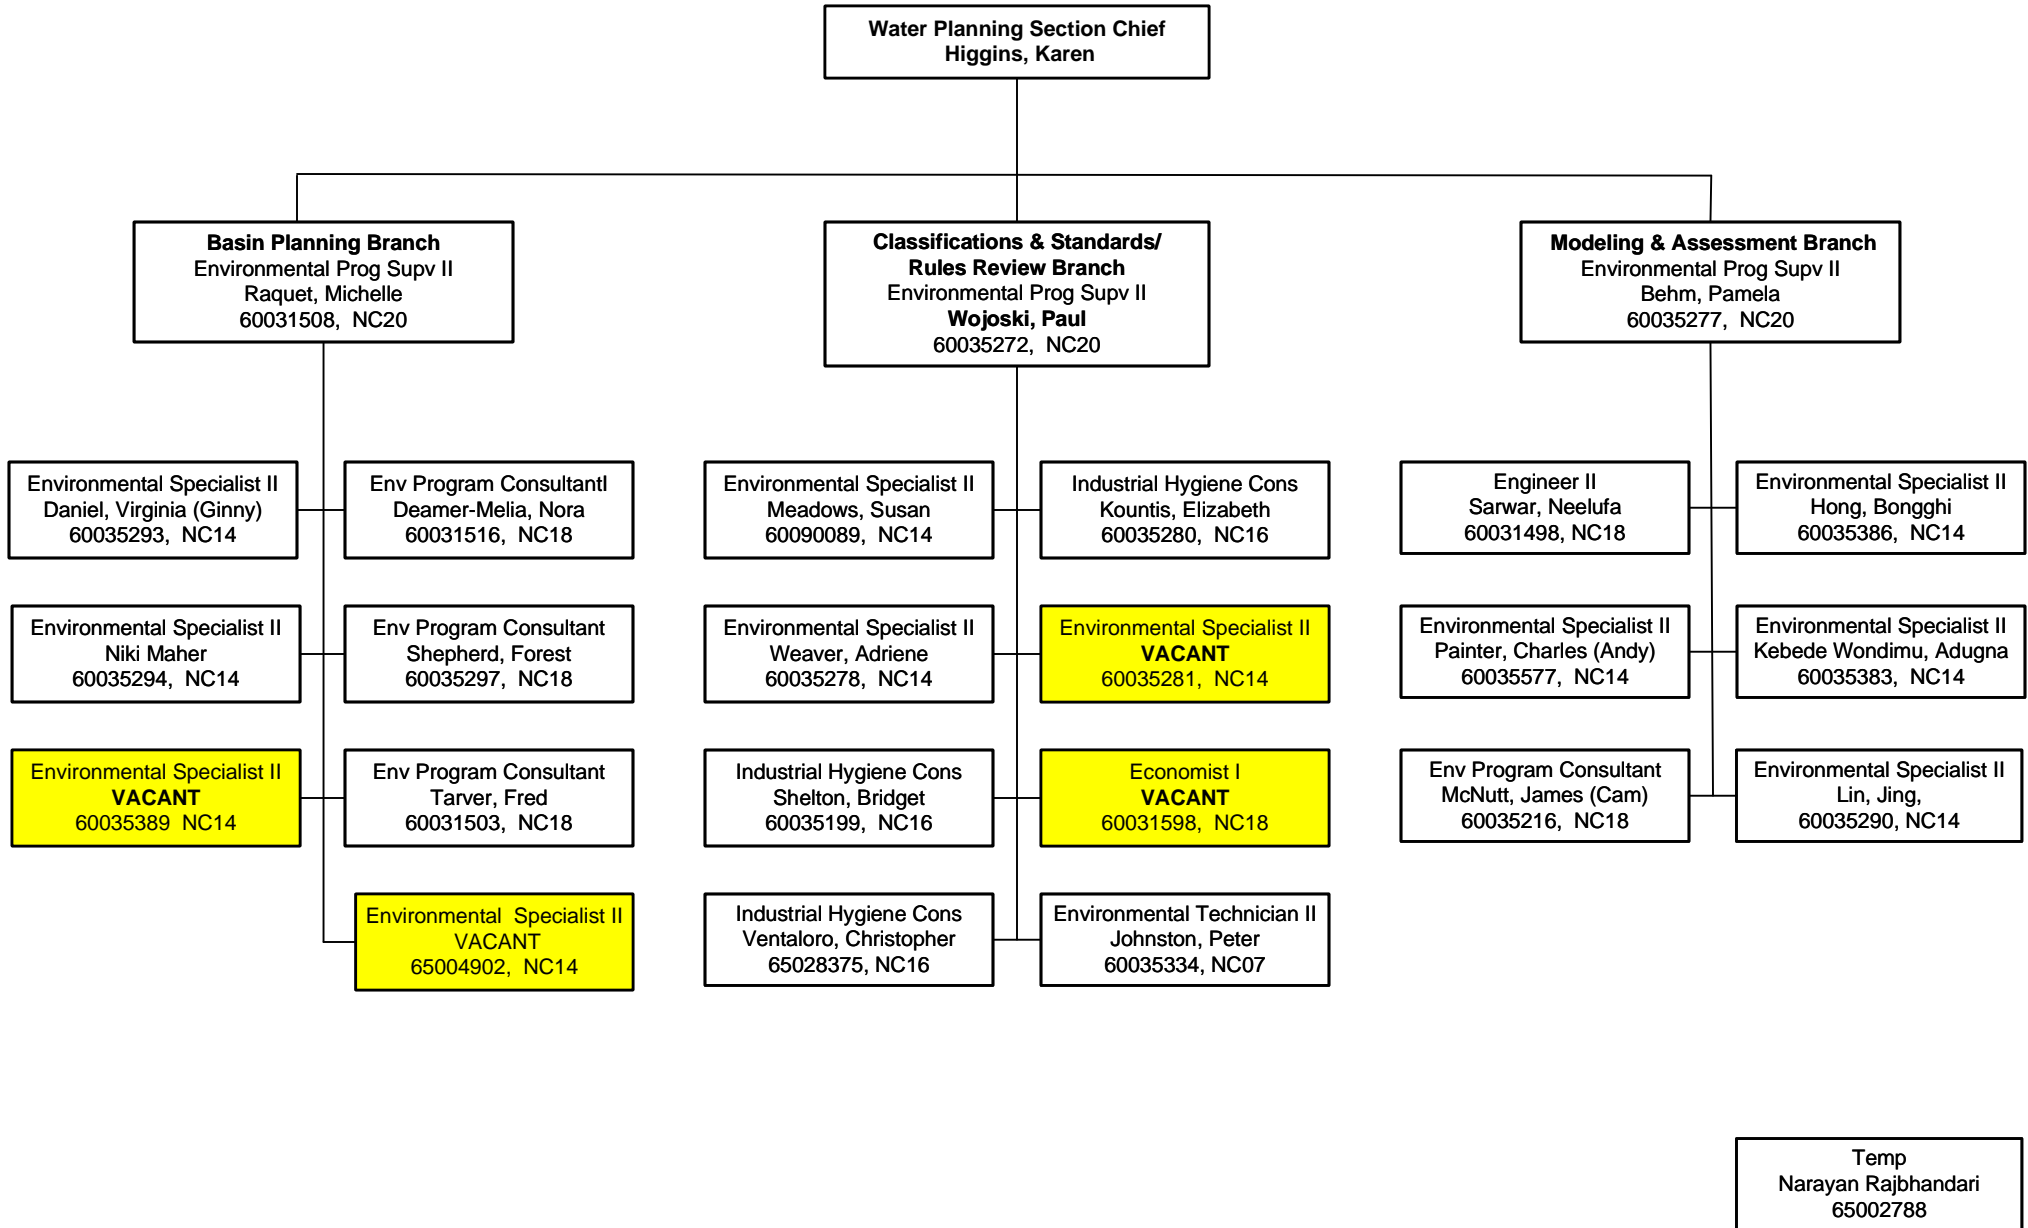 Water Planning Section Chief
Higgins, Karen
Basin Planning Branch
Environmental Prog Supv II
Raquet, Michelle
60031508, NC20
Classifications & Standards/
Rules Review Branch
Environmental Prog Supv II
Wojoski, Paul
60035272, NC20
Modeling & Assessment Branch
Environmental Prog Supv II
Behm, Pamela
60035277, NC20
Environmental Specialist II
Daniel, Virginia (Ginny)
60035293, NC14
Env Program ConsultantI
Deamer-Melia, Nora
60031516, NC18
Environmental Specialist II
Niki Maher
60035294, NC14
Env Program Consultant
Shepherd, Forest
60035297, NC18
Environmental Specialist II
VACANT
60035389 NC14
Env Program Consultant
Tarver, Fred
60031503, NC18
Environmental Specialist II
VACANT
65004902, NC14
Environmental Specialist II
Meadows, Susan
60090089, NC14
Industrial Hygiene Cons
Kountis, Elizabeth
60035280, NC16
Environmental Specialist II
Weaver, Adriene
60035278, NC14
Environmental Specialist II
VACANT
60035281, NC14
Industrial Hygiene Cons
Shelton, Bridget
60035199, NC16
Economist I
VACANT
60031598, NC18
Industrial Hygiene Cons
Ventaloro, Christopher
65028375, NC16
Environmental Technician II
Johnston, Peter
60035334, NC07
Engineer II
Sarwar, Neelufa
60031498, NC18
Environmental Specialist II
Hong, Bongghi
60035386, NC14
Environmental Specialist II
Painter, Charles (Andy)
60035577, NC14
Environmental Specialist II
Kebede Wondimu, Adugna
60035383, NC14
Env Program Consultant
McNutt, James (Cam)
60035216, NC18
Environmental Specialist II
Lin, Jing,
60035290, NC14
Temp
Narayan Rajbhandari
65002788